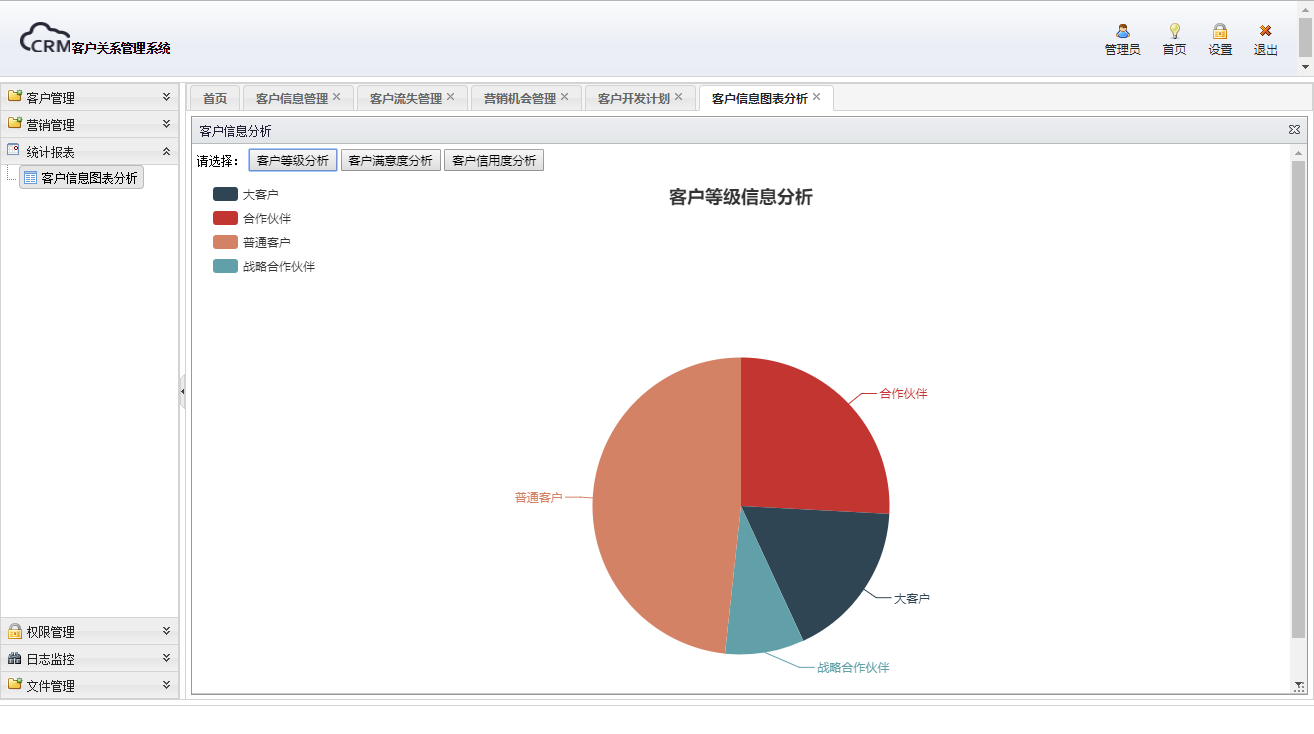 CRM客户关系管理系统
管理员 首页 设置 退出
客户管理
营销管理
统计报表
客户信息图表分析
权限管理
日志监控
文件管理
首页 客户信息管理 客户流失管理 营销机会管理 客户开发计划 客户信息图表分析
客户信息分析
请选择： 客户等级分析 客户满意度分析 客户信用度分析
客户等级信息分析
大客户
合作伙伴
普通客户
战略合作伙伴
合作伙伴
普通客户
大客户
战略合作伙伴